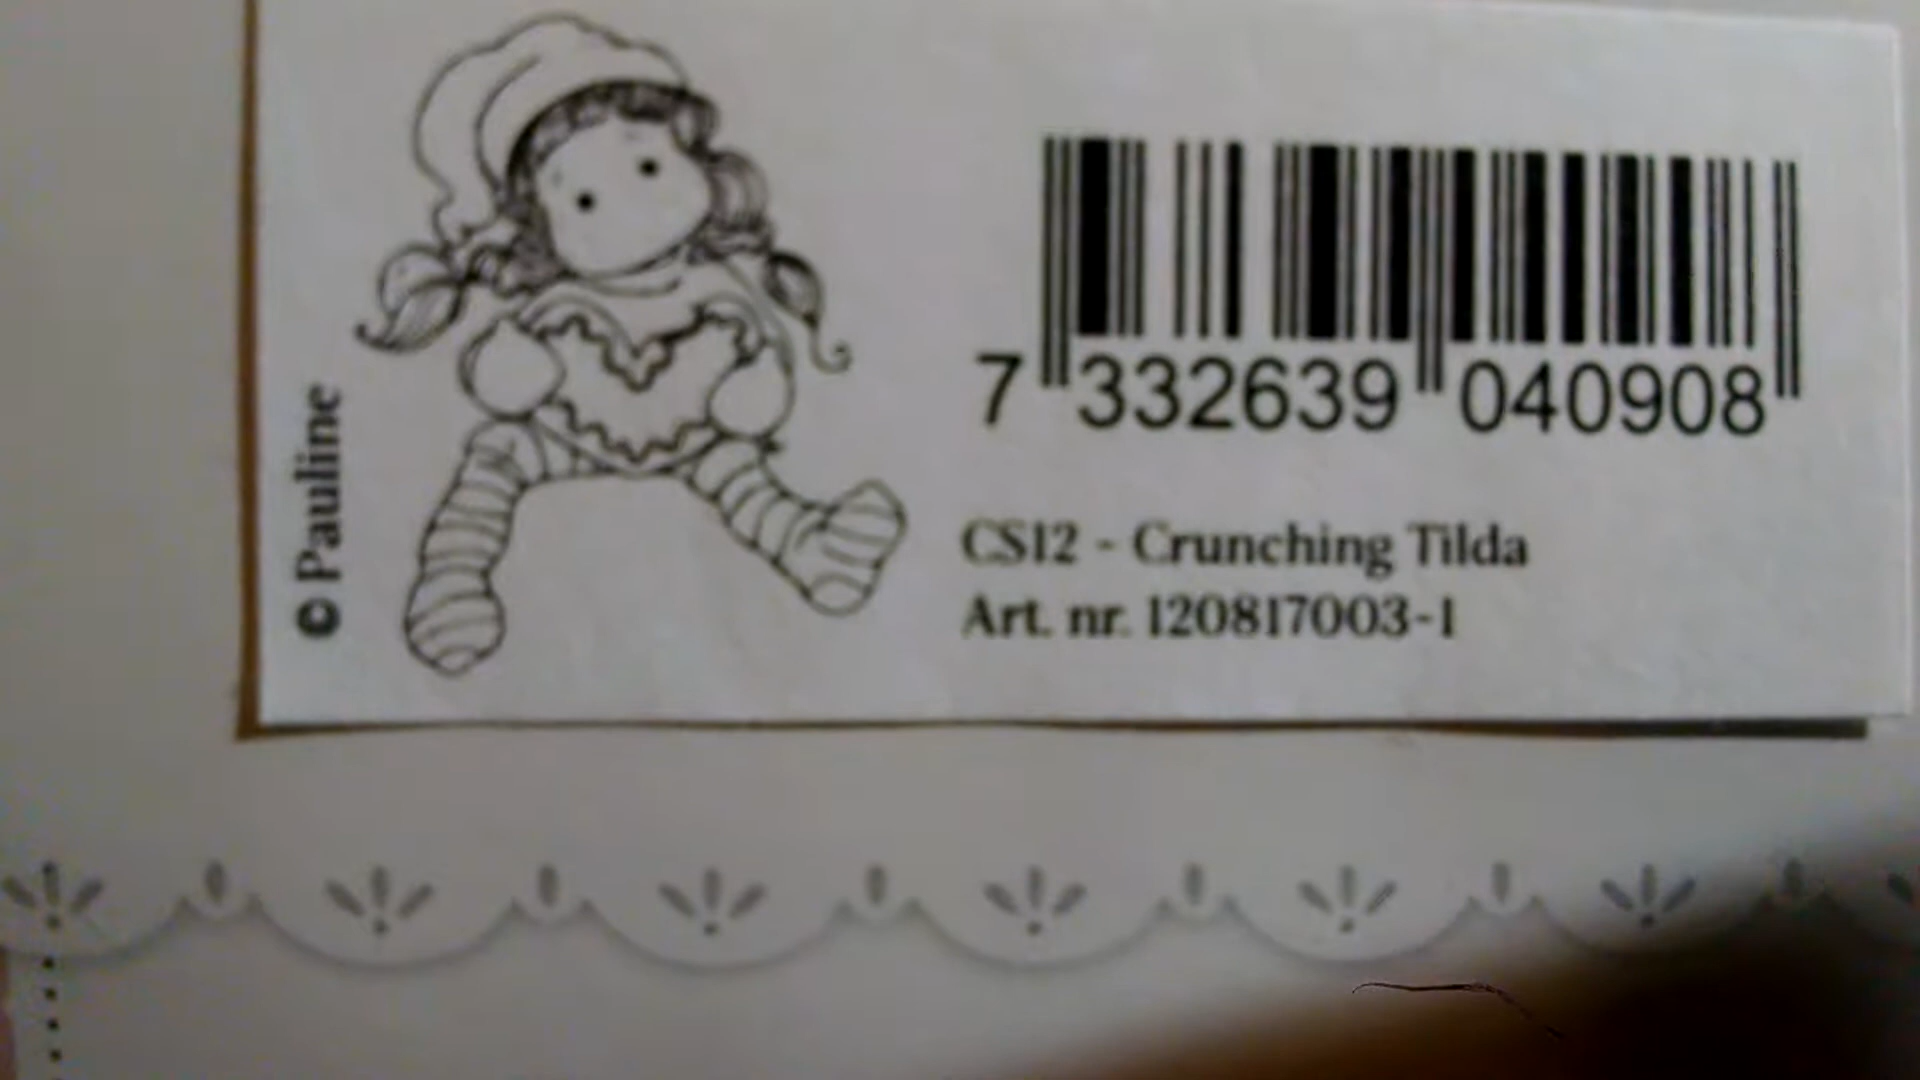 © Pauline
7 332639 040908
CS12 - Crunching Tilda
Art. nr. 120817003-1